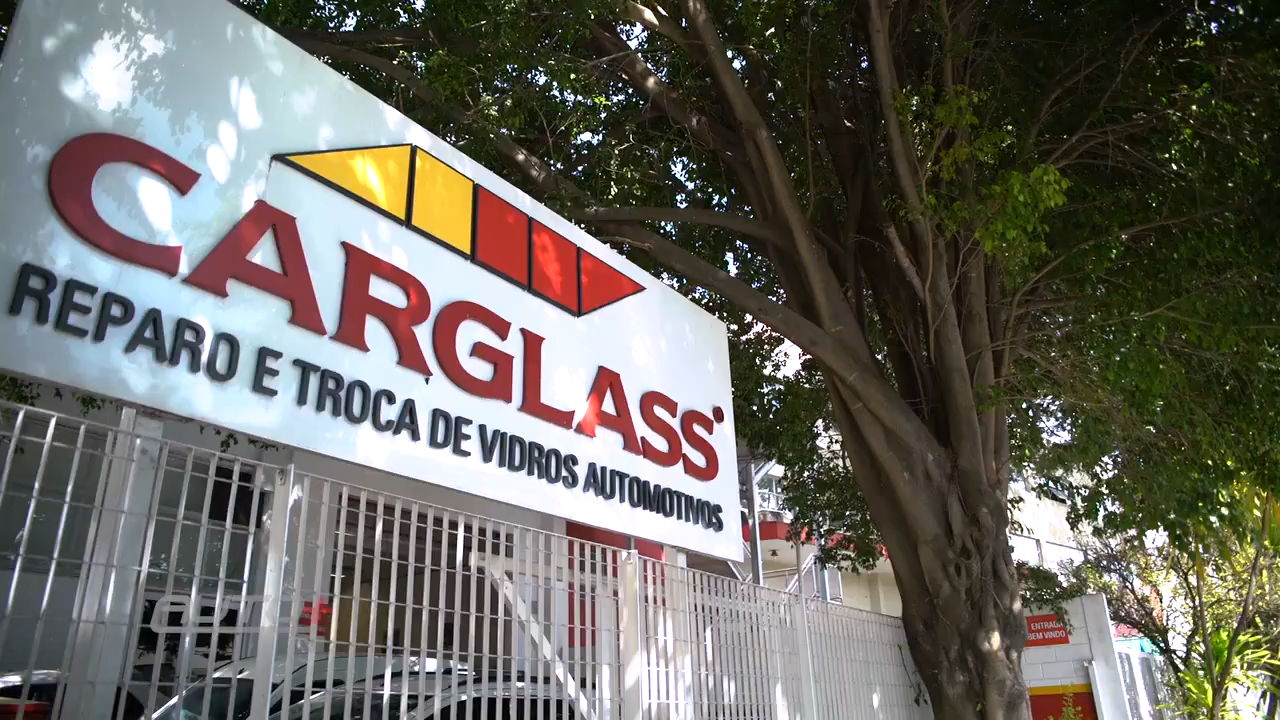 CARGLASS®
REPARO E TROCA DE VIDROS AUTOMOTIVOS
ENTRADA
BEM VINDO